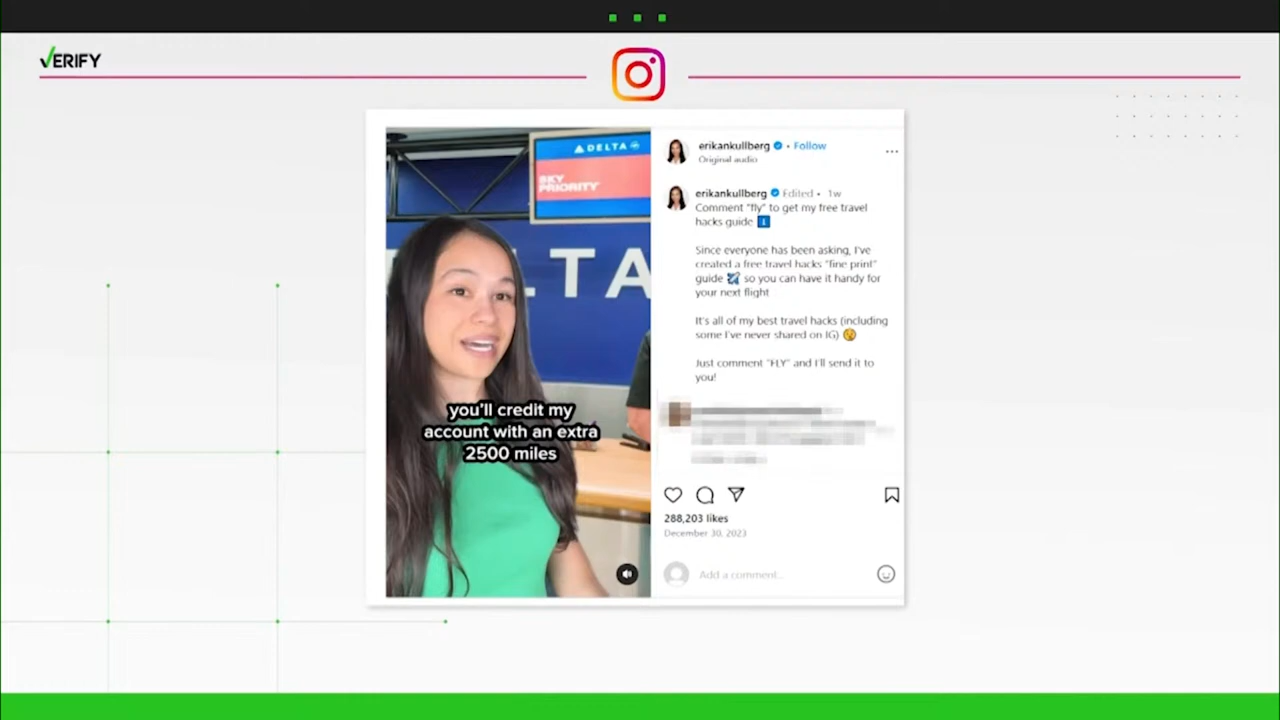 VERIFY
DELTA
SKY
PRIORITY
LTA
you'll credit my
account with an extra
2500 miles
erikankullberg • Follow
Original audio
erikankullberg Edited • 1w
Comment "fly" to get my free travel
hacks guide
Since everyone has been asking, I've
created a free travel hacks "fine print"
guide ✈️ so you can have it handy for
your next flight
It's all of my best travel hacks (including
some I've never shared on IG) 😯
Just comment "FLY" and I'll send it to
you!
288,203 likes
December 30, 2023
Add a comment...